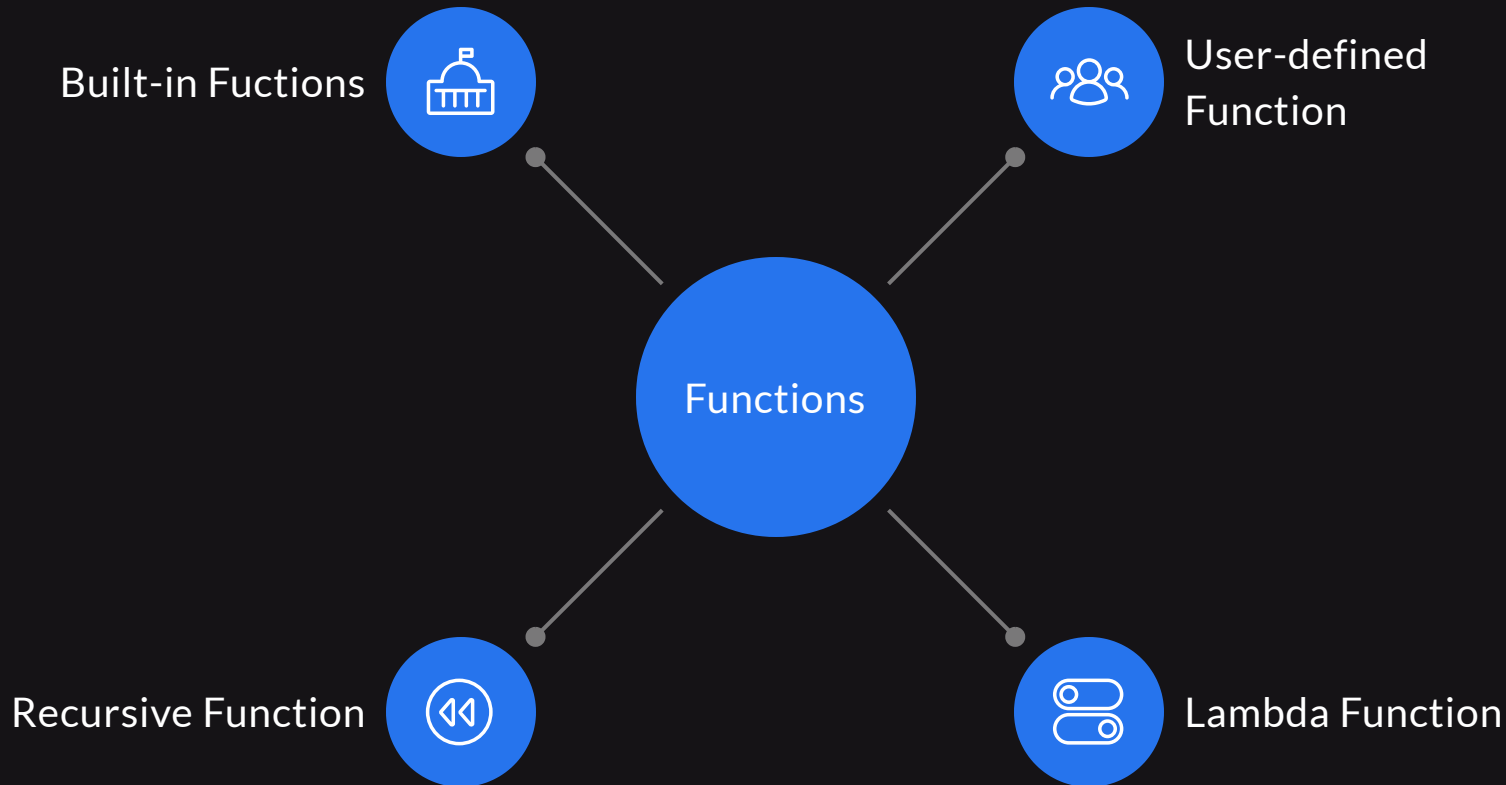 Built-in Fuctions
User-defined
Function
Functions
Recursive Function
Lambda Function